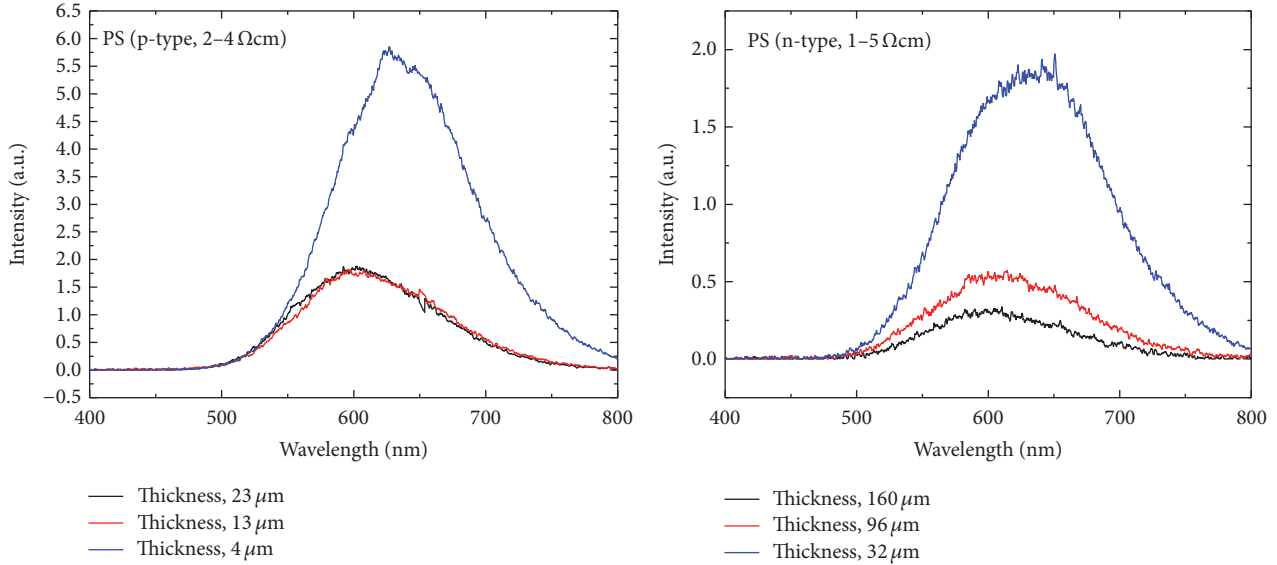 PS (p-type, 2–4 Ωcm)
6.5
6.0
5.5
5.0
4.5
4.0
3.5
3.0
2.5
2.0
1.5
1.0
0.5
0.0
−0.5
Intensity (a.u.)
400 500 600 700 800
Wavelength (nm)
Thickness, 23 μm
Thickness, 13 μm
Thickness, 4 μm
PS (n-type, 1–5 Ωcm)
2.0
1.5
1.0
0.5
0.0
Intensity (a.u.)
400 500 600 700 800
Wavelength (nm)
Thickness, 160 μm
Thickness, 96 μm
Thickness, 32 μm